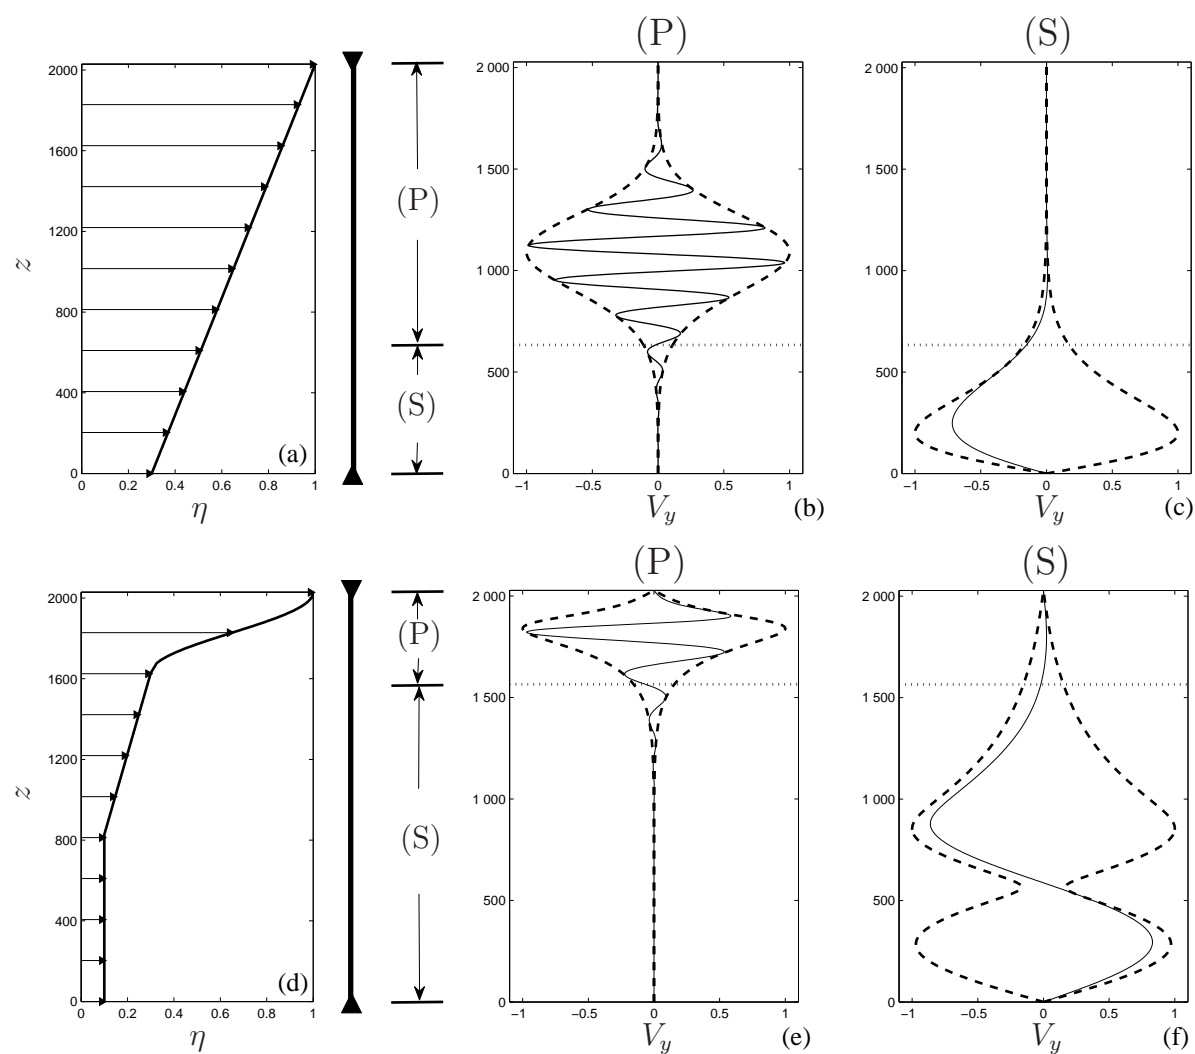 (P) (S)
2000 2 000 2 000
1600 1 500 1 500
(P)
z 1200 1 000 1 000
800
(S)
400 500 500
0 (a) 0 0
0 0.2 0.4 0.6 0.8 1 −1 −0.5 0 0.5 1 −1 −0.5 0 0.5 1
η V_y (b) V_y (c)
(P) (S)
2000 2 000 2 000
(P)
1600 1 500 1 500
z 1200 1 000 1 000
800 (S)
400 500 500
0 (d) 0 0
0 0.2 0.4 0.6 0.8 1 −1 −0.5 0 0.5 1 −1 −0.5 0 0.5 1
η V_y (e) V_y (f)